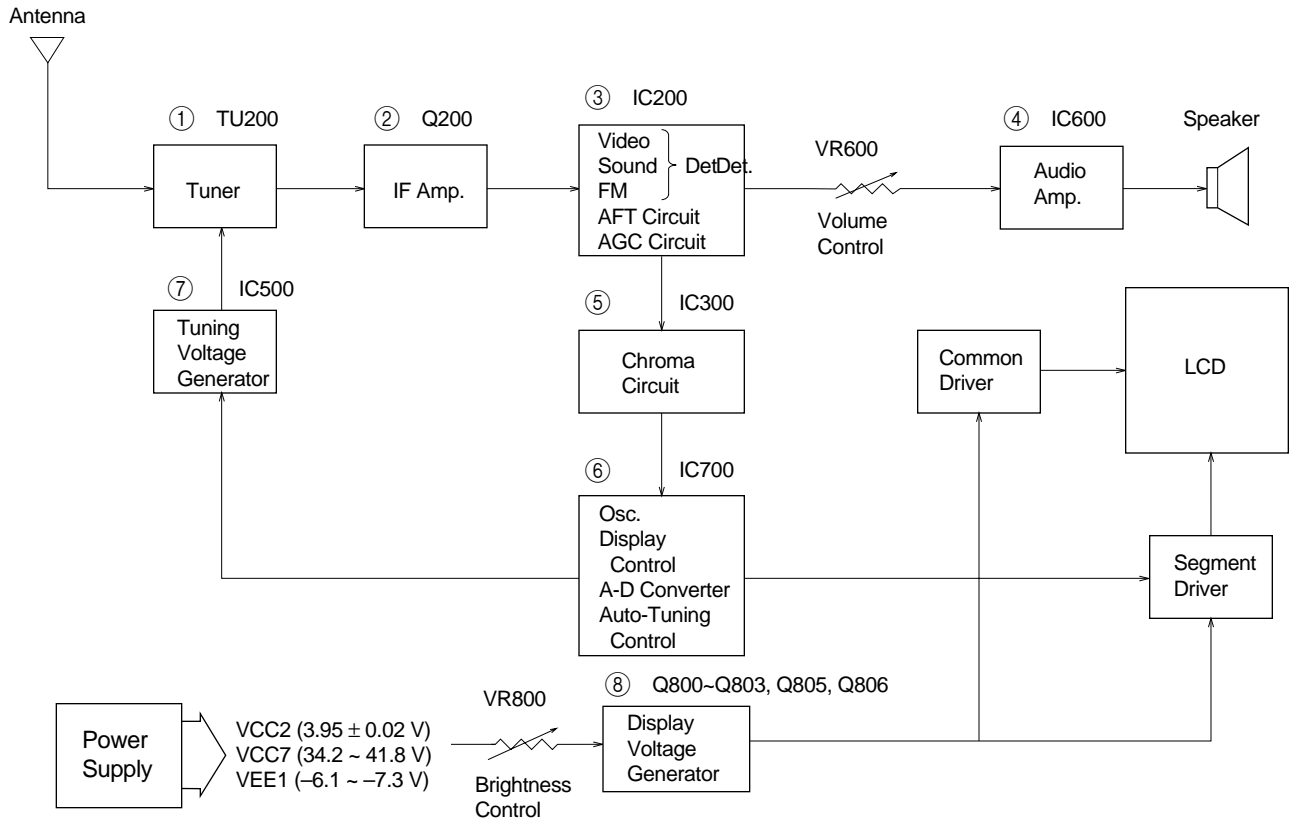 Antenna
① TU200
Tuner
② Q200
IF Amp.
③ IC200
Video
Sound
FM
DetDet.
AFT Circuit
AGC Circuit
VR600
Volume
Control
④ IC600
Audio
Amp.
Speaker
⑦ IC500
Tuning
Voltage
Generator
⑤ IC300
Chroma
Circuit
Common
Driver
LCD
⑥ IC700
Osc.
Display
Control
A-D Converter
Auto-Tuning
Control
Segment
Driver
Power
Supply
VCC2 (3.95 ± 0.02 V)
VCC7 (34.2 ~ 41.8 V)
VEE1 (–6.1 ~ –7.3 V)
VR800
Brightness
Control
⑧ Q800~Q803, Q805, Q806
Display
Voltage
Generator